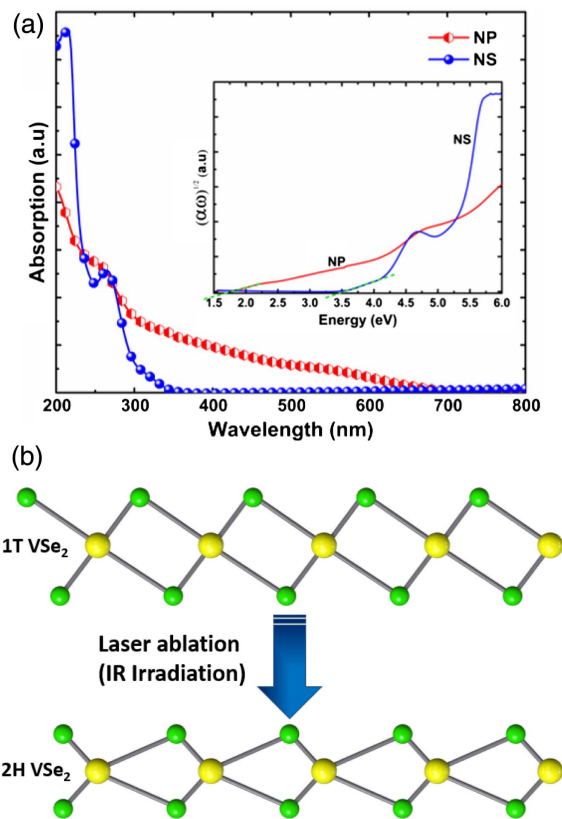 (a)
NP
NS
Absorption (a.u)
((αℏω))^1/2 (a.u)
NS
NP
1.5 2.0 2.5 3.0 3.5 4.0 4.5 5.0 5.5 6.0
Energy (eV)
200 300 400 500 600 700 800
Wavelength (nm)
(b)
1T VSe2
Laser ablation
(IR Irradiation)
2H VSe2